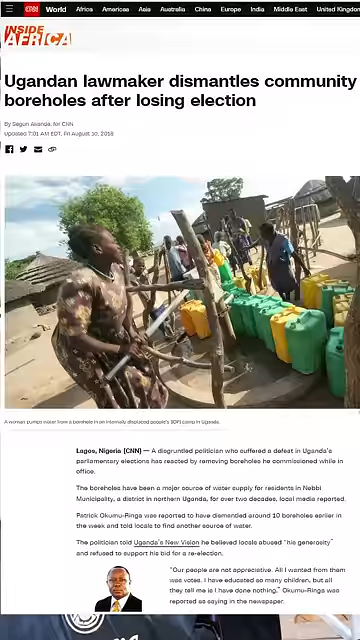 CNN World Africa Americas Asia Australia China Europe India Middle East United Kingdom
INSIDE
AFRICA
Ugandan lawmaker dismantles community
boreholes after losing election
By Segun Akande, for CNN
Updated 7:01 AM EDT, Fri August 10, 2018
A woman pumps water from a borehole in an internally displaced people's (IDP) camp in Uganda.
Lagos, Nigeria (CNN) — A disgruntled politician who suffered a defeat in Uganda's
parliamentary elections has reacted by removing boreholes he commissioned while in
office.
The boreholes have been a major source of water supply for residents in Nebbi
Municipality, a district in northern Uganda, for over two decades, local media reported.
Patrick Okumu-Ringa was reported to have demanded around 10 boreholes earlier in
the week and told locals to find another source of water.
The politician told Uganda's New Vision he believed locals abused "his generosity"
and refused to support his bid for a re-election.
"Our people are not appreciative. All I wanted from them
was votes. I have educated so many children, but all
they tell me is I have done nothing," Okumu-Ringa was
reported as saying in the newspaper.